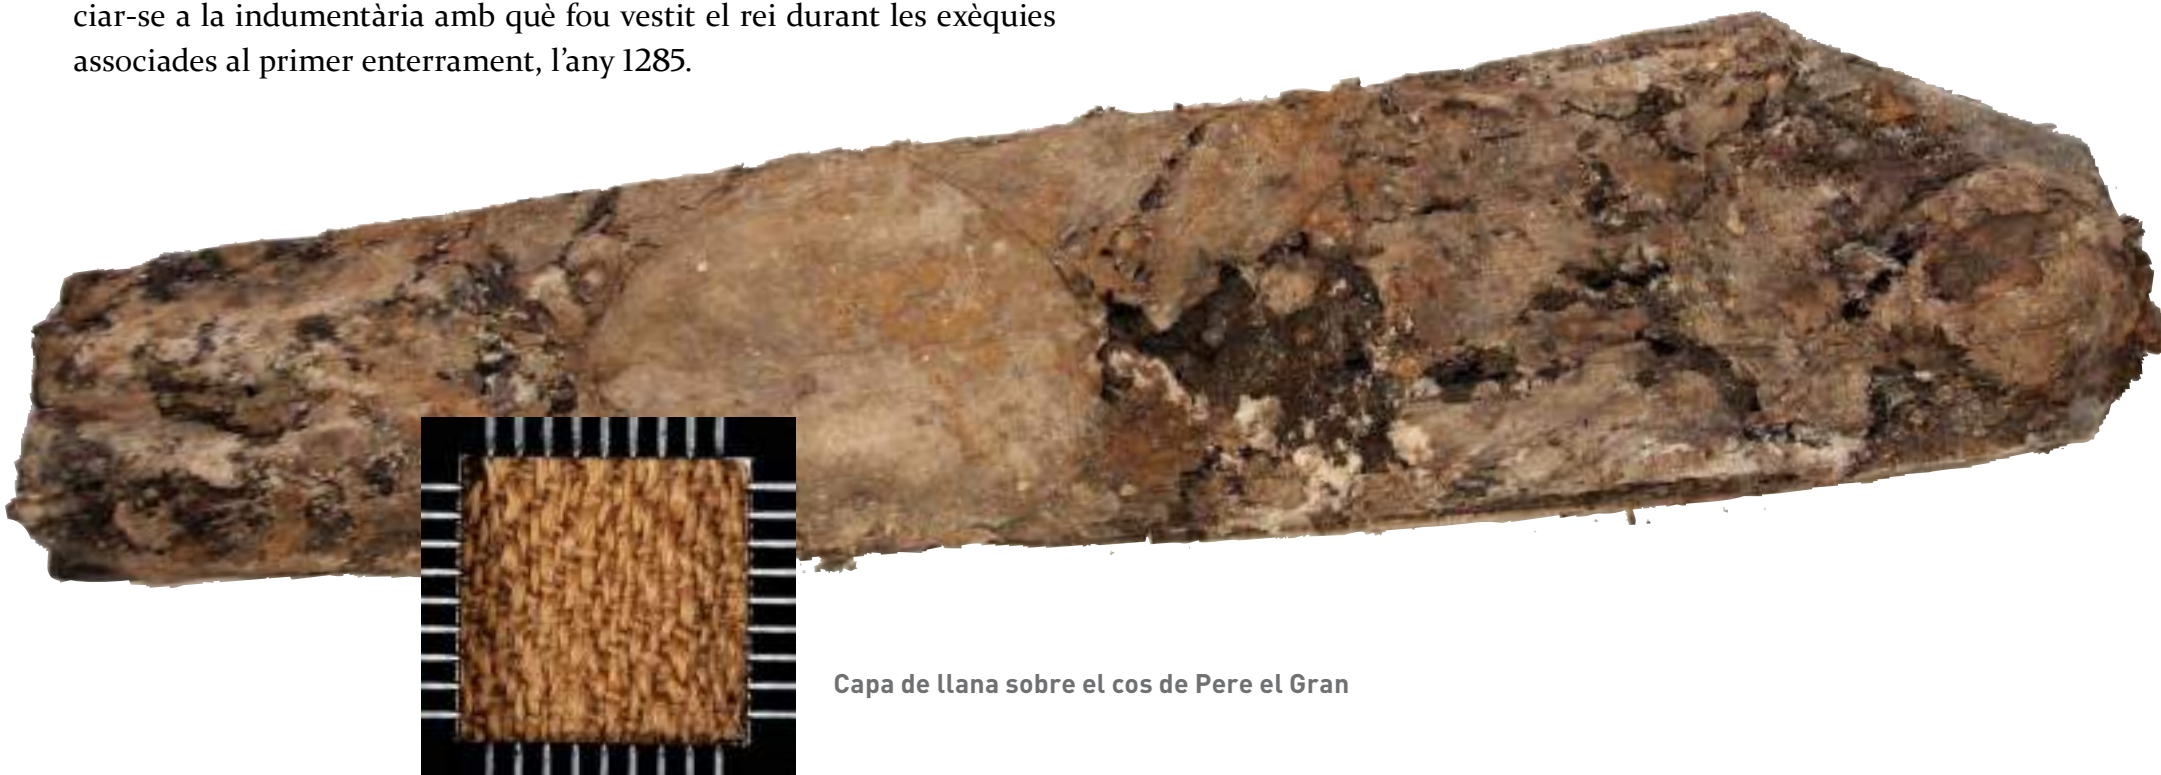 ciar-se a la indumentària amb què fou vestit el rei durant les exèquies
associades al primer enterrament, l’any 1285.
Capa de llana sobre el cos de Pere el Gran